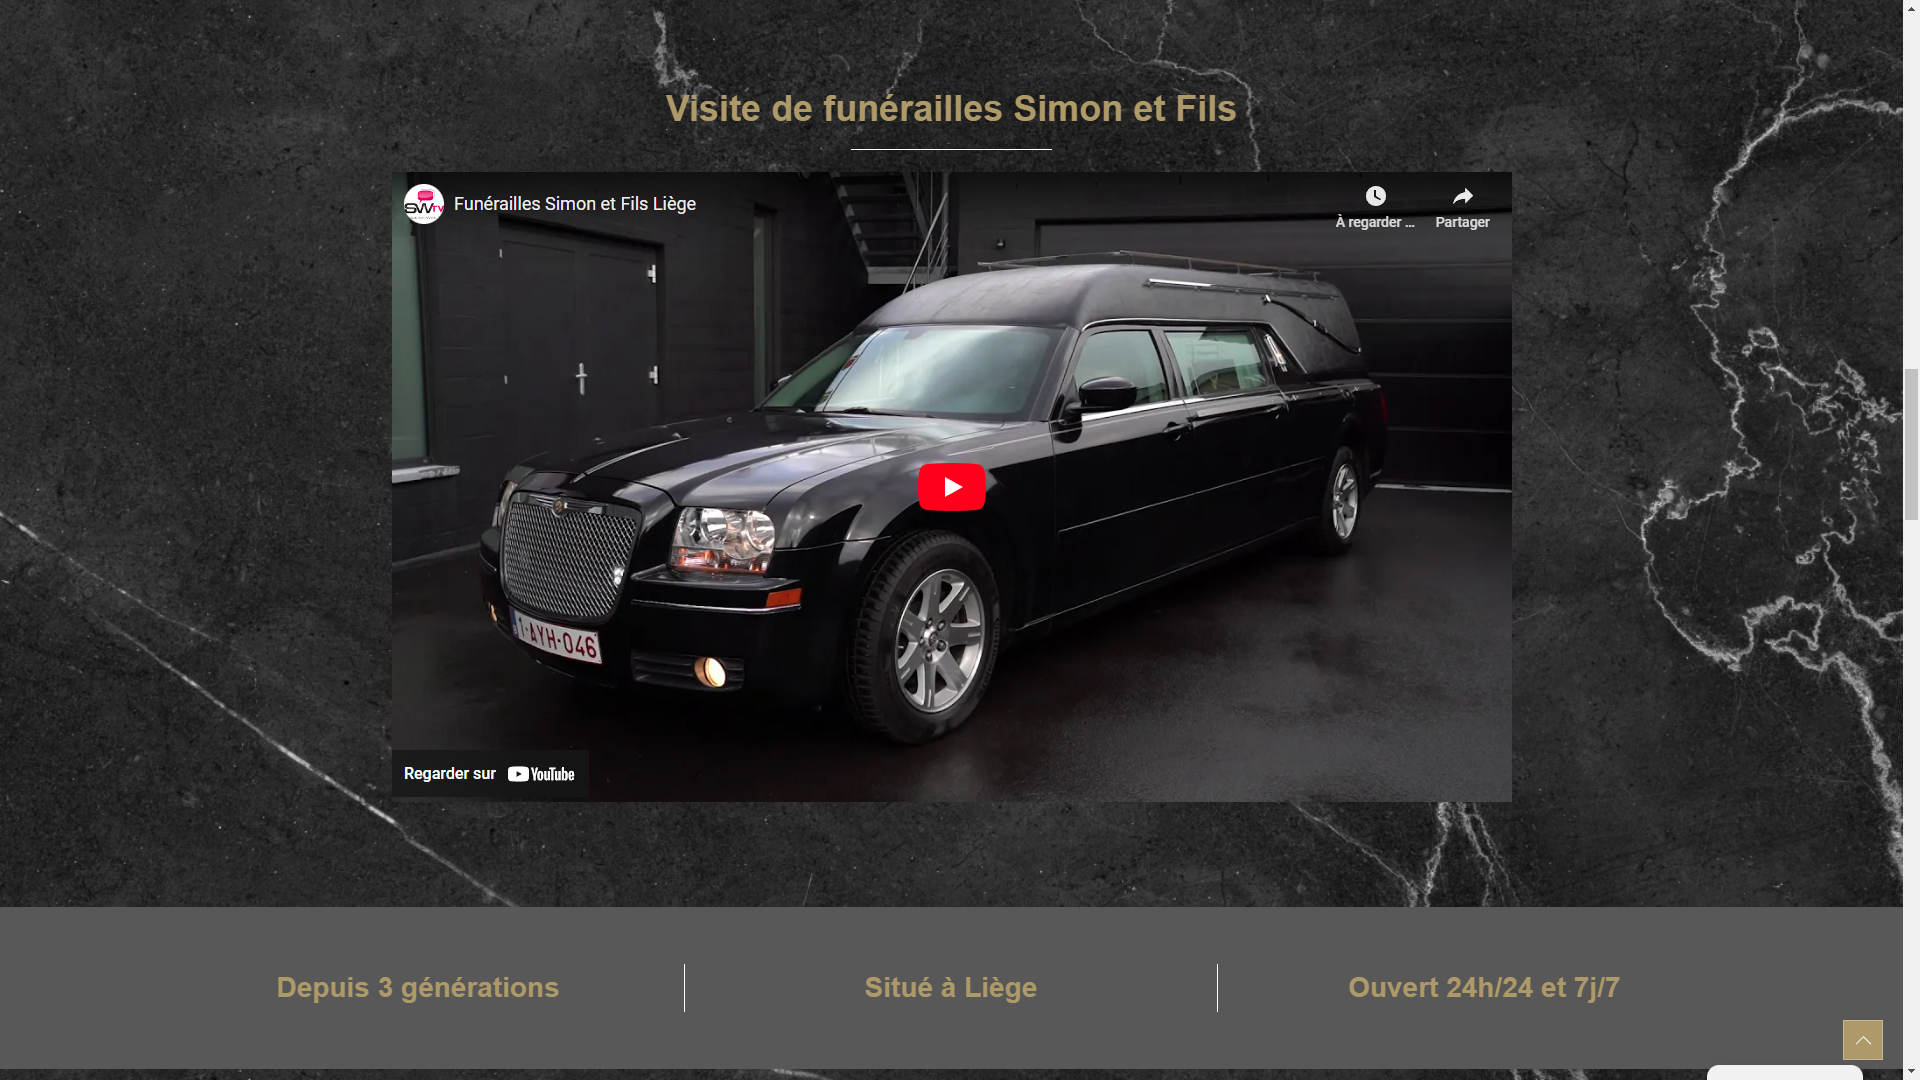 Visite de funérailles Simon et Fils
SWTV
Funérailles Simon et Fils Liège
À regarder ...
Partager
1-AYH-046
Regarder sur YouTube
Depuis 3 générations
Situé à Liège
Ouvert 24h/24 et 7j/7